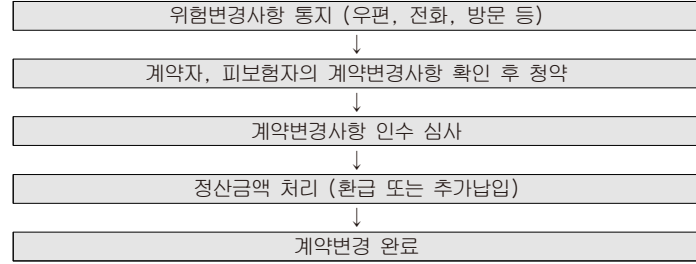 위험변경사항 통지 (우편, 전화, 방문 등)
↓
계약자, 피보험자의 계약변경사항 확인 후 청약
↓
계약변경사항 인수 심사
↓
정산금액 처리 (환급 또는 추가납입)
↓
계약변경 완료